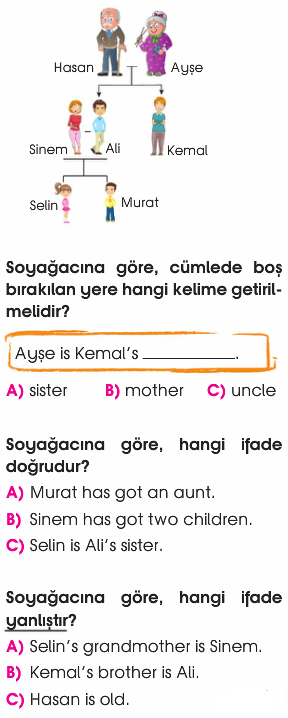 Hasan Ayşe
Sinem Ali Kemal
Selin Murat
Soyağacına göre, cümlede boş
bırakılan yere hangi kelime getiril-
melidir?
Ayşe is Kemal's ____________.
A) sister B) mother C) uncle
Soyağacına göre, hangi ifade
doğrudur?
A) Murat has got an aunt.
B) Sinem has got two children.
C) Selin is Ali's sister.
Soyağacına göre, hangi ifade
yanlıştır?
A) Selin's grandmother is Sinem.
B) Kemal's brother is Ali.
C) Hasan is old.